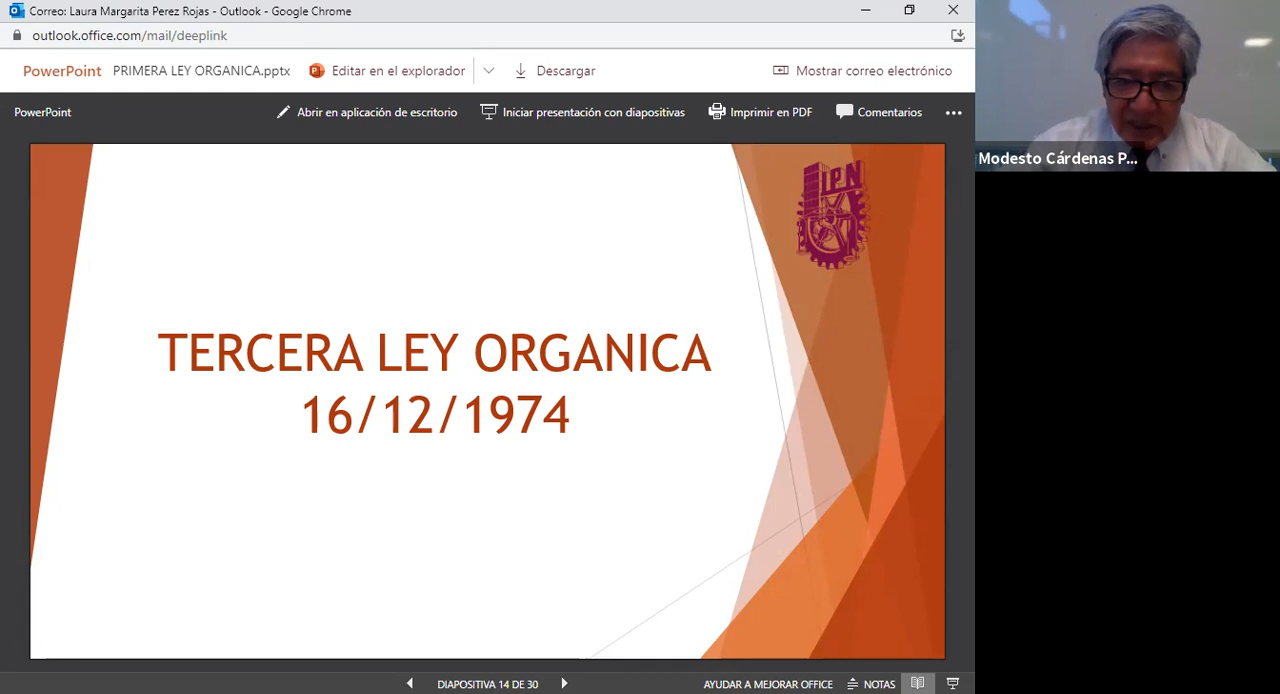 Correo: Laura Margarita Perez Rojas - Outlook - Google Chrome
outlook.office.com/mail/deeplink
PowerPoint PRIMERA LEY ORGANICA.pptx Editar en el explorador Descargar Mostrar correo electrónico
PowerPoint Abrir en aplicación de escritorio Iniciar presentación con diapositivas Imprimir en PDF Comentarios
IPN
TERCERA LEY ORGANICA
16/12/1974
DIAPOSITIVA 14 DE 30 AYUDAR A MEJORAR OFFICE NOTAS
Modesto Cárdenas P...